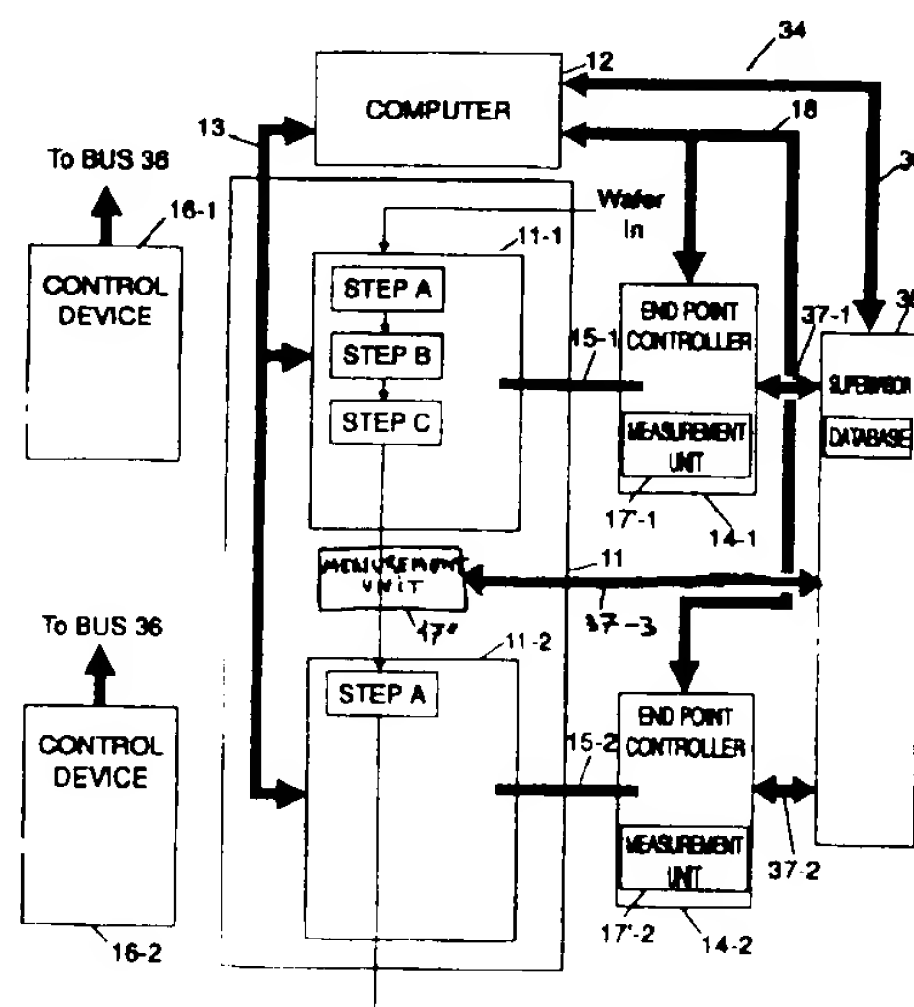 34
12
COMPUTER
13
18
To BUS 36
16-1
CONTROL
DEVICE
Wafer
In
11-1
STEP A
STEP B
STEP C
END POINT
CONTROLLER
15-1
37-1
SUPERVISOR
DATABASE
MEASUREMENT
UNIT
17'-1
14-1
MEASUREMENT
UNIT
17"
11
37-3
To BUS 36
11-2
STEP A
CONTROL
DEVICE
END POINT
CONTROLLER
15-2
MEASUREMENT
UNIT
37-2
16-2
17'-2
14-2